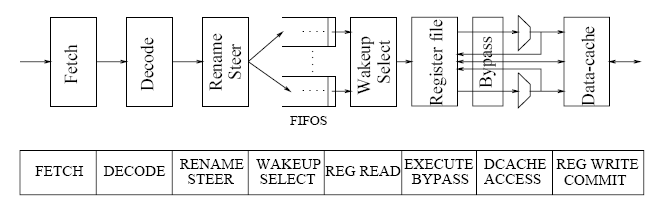 Fetch
Decode
Rename
Steer
FIFOS
Wakeup
Select
Register file
Bypass
Data-cache
FETCH
DECODE
RENAME
STEER
WAKEUP
SELECT
REG READ
EXECUTE
BYPASS
DCACHE
ACCESS
REG WRITE
COMMIT